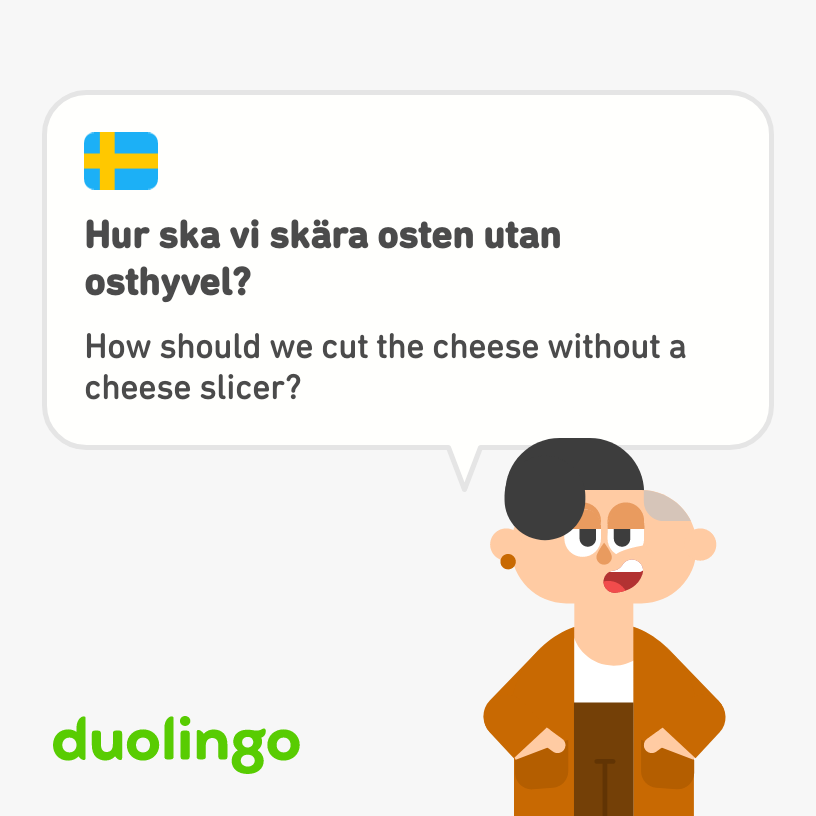 Hur ska vi skära osten utan
osthyvel?
How should we cut the cheese without a
cheese slicer?
duolingo